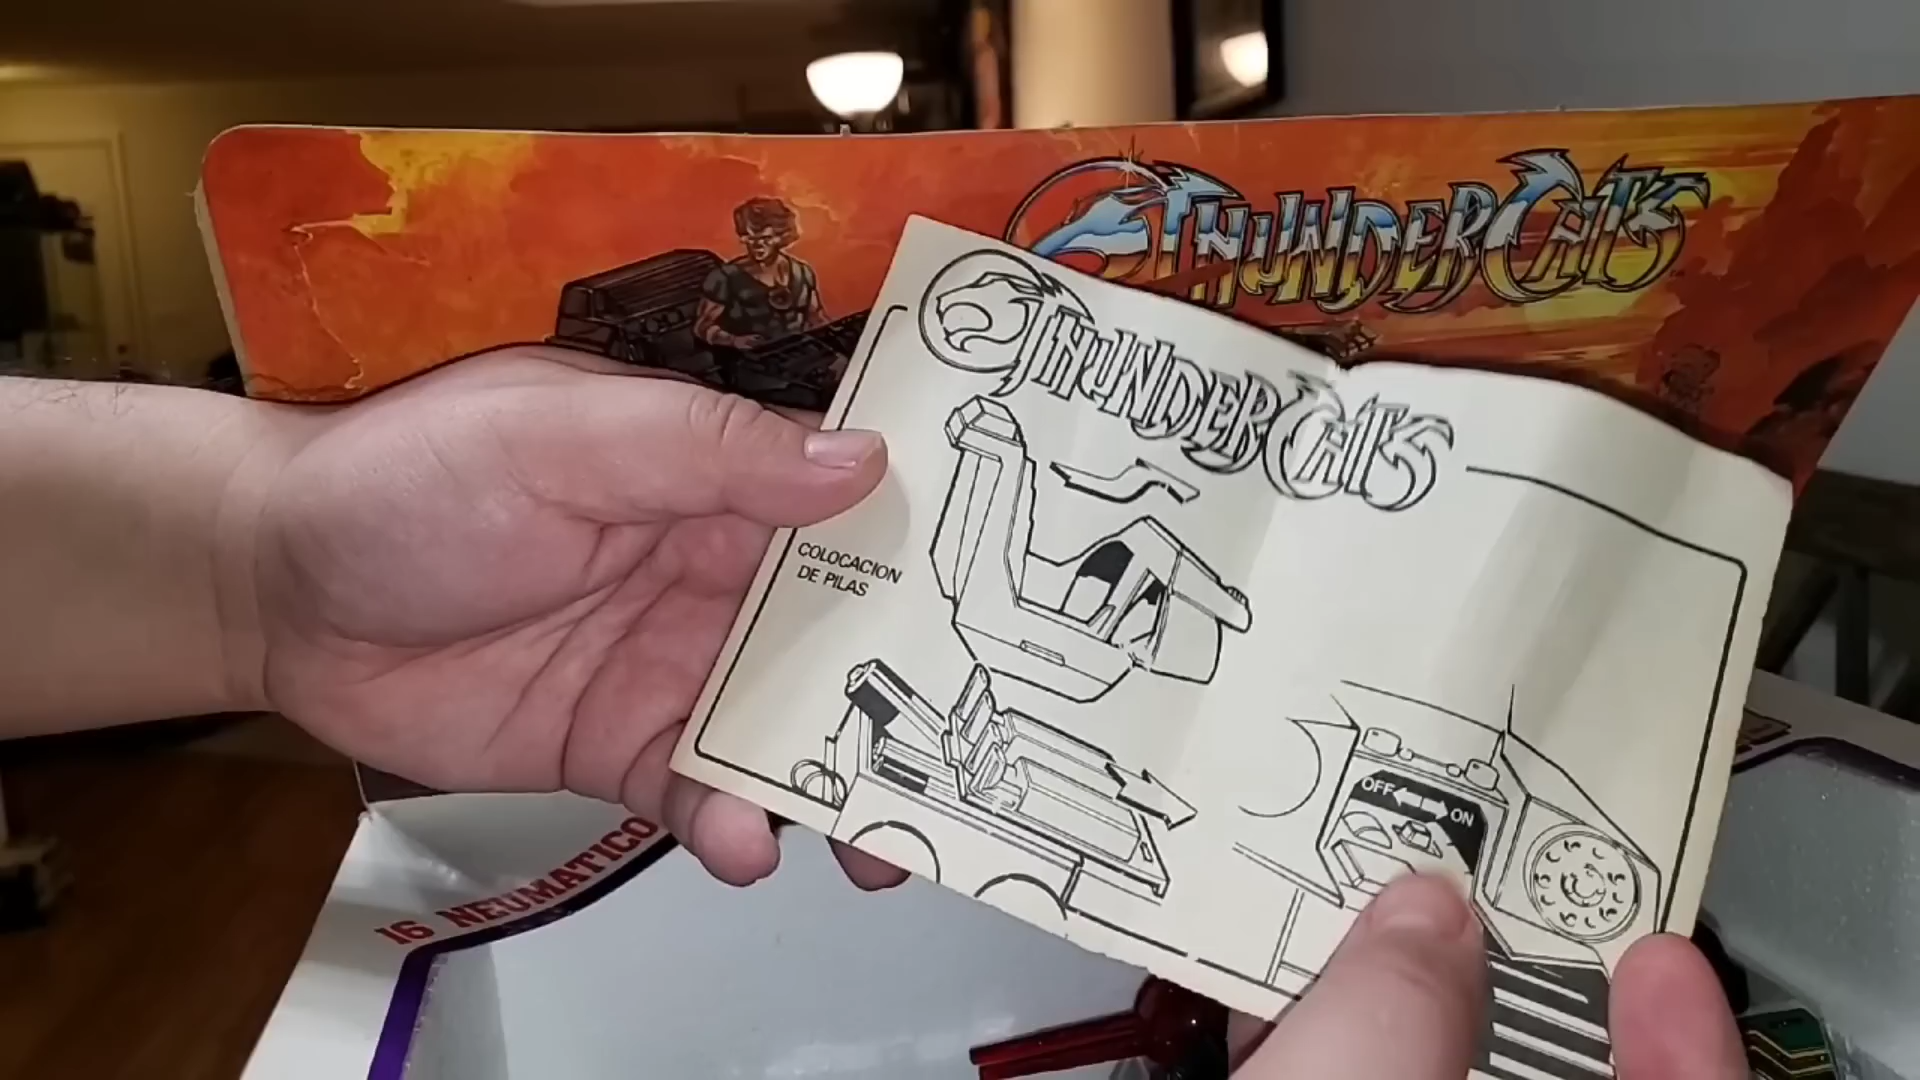 THUNDERCATS
THUNDERCATS
COLOCACION
DE PILAS
OFF ON
16 NEUMATICO